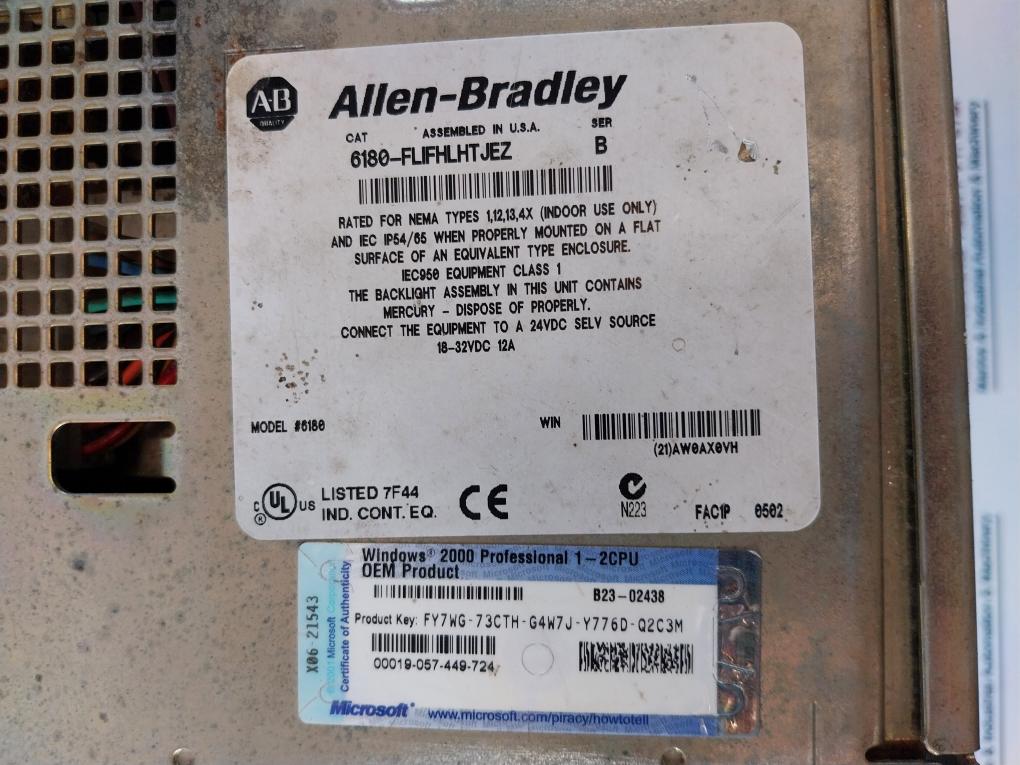 A·B
QUALITY
Allen-Bradley
CAT ASSEMBLED IN U.S.A. SER
6180-FLIFHLHTJEZ B
RATED FOR NEMA TYPES 1,12,13,4X (INDOOR USE ONLY)
AND IEC IP54/65 WHEN PROPERLY MOUNTED ON A FLAT
SURFACE OF AN EQUIVALENT TYPE ENCLOSURE.
IEC950 EQUIPMENT CLASS 1
THE BACKLIGHT ASSEMBLY IN THIS UNIT CONTAINS
MERCURY - DISPOSE OF PROPERLY.
CONNECT THE EQUIPMENT TO A 24VDC SELV SOURCE
18-32VDC 12A
MODEL #6180
WIN
(21)AW0AX0VH
C UL US ®
LISTED 7F44
IND. CONT. EQ.
CE
N223
FAC1P 0502
Windows® 2000 Professional 1-2CPU
OEM Product
B23-02438
Product Key: FY7WG-73CTH-G4W7J-Y776D-Q2C3M
00019-057-449-724
X06-21543
©2001 Microsoft Corporation
Certificate of Authenticity
Microsoft®
www.microsoft.com/piracy/howtotell